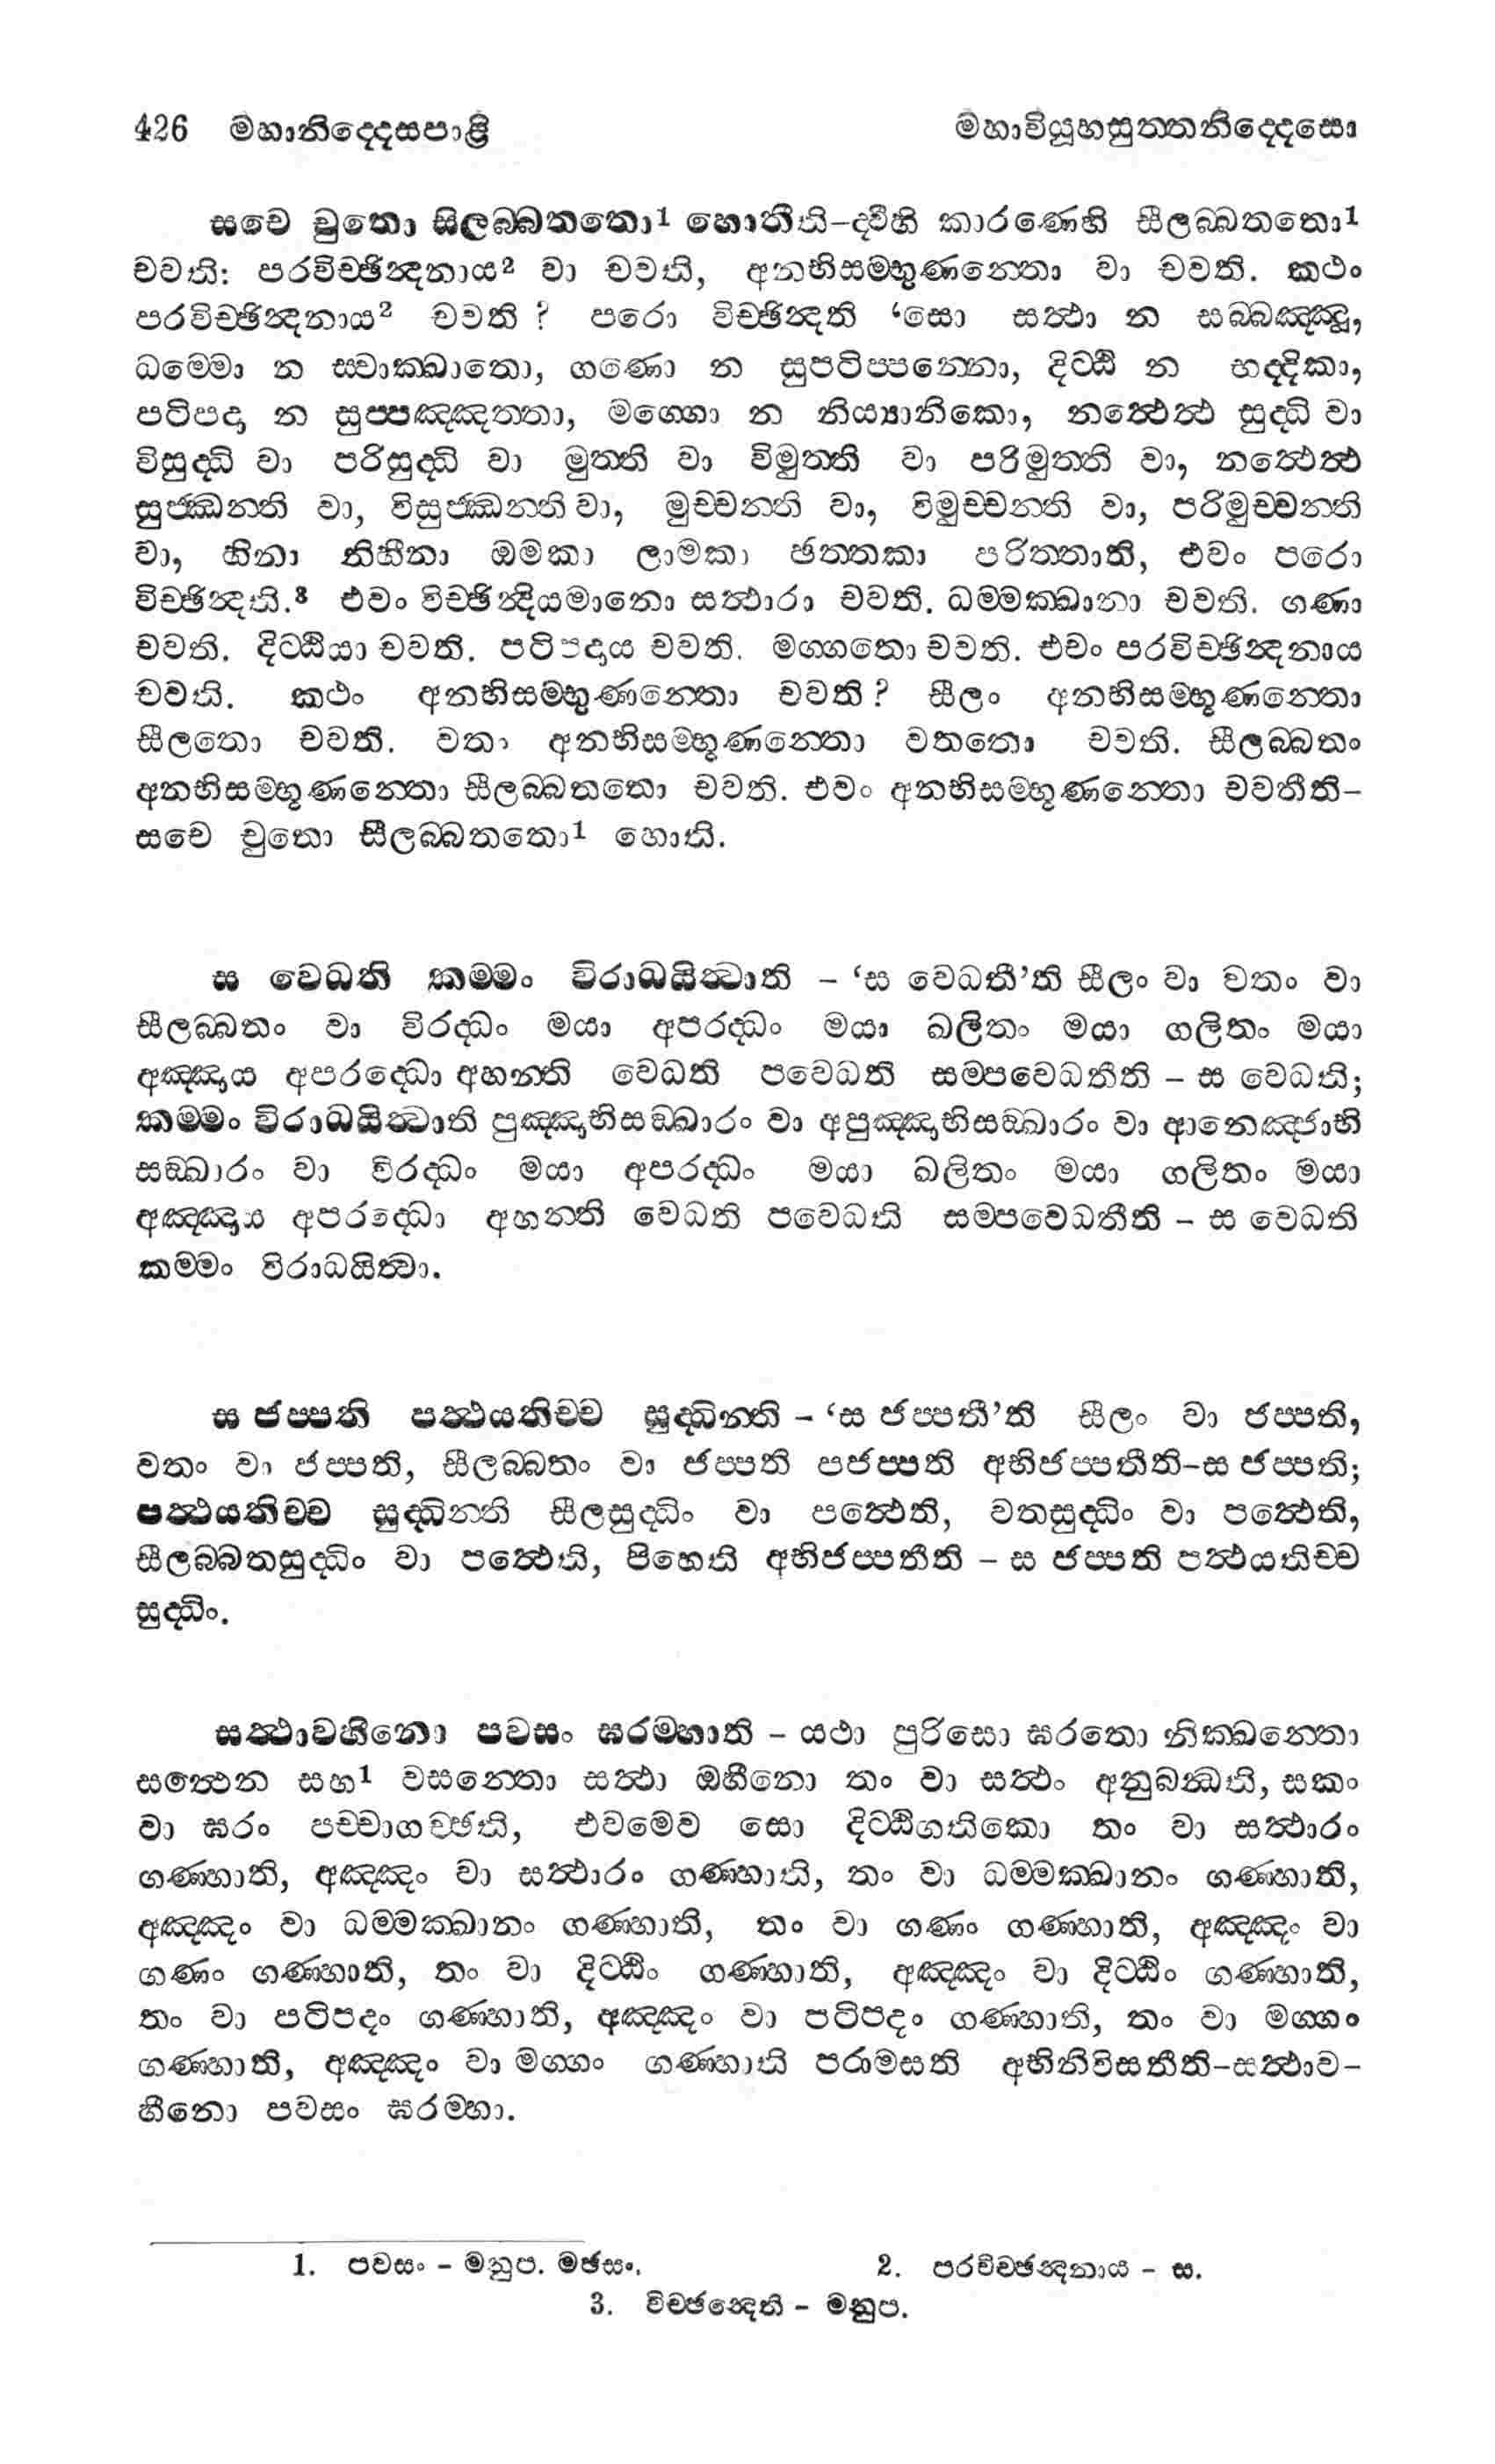 426 මහානිද්දෙසපාළි මහාවියූහසුත්තනිද්දෙසො
සචෙ චුතො සිලබ්බතතො1 හොතීති–ද්වීහි කාරණෙහි සීලබ්බතතො1
චවති: පරවිච්ඡින්දනාය2 වා චවති, අනභිසම්භුණන්තො වා චවති. කථං
පරවිච්ඡින්දනාය2 චවති ? පරො විච්ඡින්දති ‘සො සත්ථා න සබ්බඤ්ඤූ,
ධම්මො න ස්වාක්ඛාතො, ගණො න සුපටිප්පන්නො, දිට්ඨි න භද්දිකා,
පටිපදා න සුප්පඤ්ඤත්තා, මග්ගො න නිය්‍යානිකො, නත්ථෙත්ථ සුද්ධි වා
විසුද්ධි වා පරිසුද්ධි වා මුත්ති වා විමුත්ති වා පරිමුත්ති වා, නත්ථෙත්ථ
සුජ්ඣන්ති වා, විසුජ්ඣන්ති වා, මුච්චන්ති වා, විමුච්චන්ති වා, පරිමුච්චන්ති
වා, හීනා නිහීනා ඔමකා ලාමකා ඡත්තකා පරිත්තාති, එවං පරො
විච්ඡින්දති.3 එවං විච්ඡින්දියමානො සත්ථාරා චවති. ධම්මක්ඛානා චවති. ගණා
චවති. දිට්ඨියා චවති. පටිපදාය චවති. මග්ගතො චවති. එවං පරවිච්ඡින්දනාය
චවති. කථං අනභිසම්භුණන්තො චවති ? සීලං අනභිසම්භූණන්තො
සීලතො චවති. වතං අනභිසම්භූණන්තො වතතො චවති. සීලබ්බතං
අනභිසම්භූණන්තො සීලබ්බතතො චවති. එවං අනභිසම්භූණන්තො චවතීති–
සචෙ චුතො සීලබ්බතතො1 හොති.
ස වෙධති කම්මං විරාධයිත්වාති – ‘ස වෙධතී’ති සීලං වා වතං වා
සීලබ්බතං වා විරද්ධං මයා අපරද්ධං මයා ඛලිතං මයා ගලිතං මයා
අඤ්ඤාය අපරද්ධො අහන්ති වෙධති පවෙධති සම්පවෙධතීති – ස වෙධති;
කම්මං විරාධයිත්වාති පුඤ්ඤාභිසඞ්ඛාරං වා අපුඤ්ඤාභිසඞ්ඛාරං වා ආනෙඤ්ජාභි
සඞ්ඛාරං වා විරද්ධං මයා අපරද්ධං මයා ඛලිතං මයා ගලිතං මයා
අඤ්ඤාය අපරද්ධො අහන්ති වෙධති පවෙධති සම්පවෙධතීති – ස වෙධති
කම්මං විරාධයිත්වා.
ස ජප්පති පත්ථයතිච්ච සුද්ධින්ති – ‘ස ජප්පතී’ති සීලං වා ජප්පති,
වතං වා ජප්පති, සීලබ්බතං වා ජප්පති පජප්පති අභිජප්පතීති–ස ජප්පති;
පත්ථයතිච්ච සුද්ධින්ති සීලසුද්ධිං වා පත්ථෙති, වතසුද්ධිං වා පත්ථෙති,
සීලබ්බතසුද්ධිං වා පත්ථෙති, පිහෙති අභිජප්පතීති – ස ජප්පති පත්ථයතිච්ච
සුද්ධිං.
සත්ථාවහීනො පවසං ඝරම්හාති – යථා පුරිසො ඝරතො නික්ඛන්තො
සත්ථෙන සහ1 වසන්තො සත්ථා ඔහීනො තං වා සත්ථං අනුබන්ධති, සකං
වා ඝරං පච්චාගච්ඡති, එවමෙව සො දිට්ඨිගතිකො තං වා සත්ථාරං
ගණ්හාති, අඤ්ඤං වා සත්ථාරං ගණ්හාති, තං වා ධම්මක්ඛානං ගණ්හාති,
අඤ්ඤං වා ධම්මක්ඛානං ගණ්හාති, තං වා ගණං ගණ්හාති, අඤ්ඤං වා
ගණං ගණ්හාති, තං වා දිට්ඨිං ගණ්හාති, අඤ්ඤං වා දිට්ඨිං ගණ්හාති,
තං වා පටිපදං ගණ්හාති, අඤ්ඤං වා පටිපදං ගණ්හාති, තං වා මග්ගං
ගණ්හාති, අඤ්ඤං වා මග්ගං ගණ්හාති පරාමසති අභිනිවිසතීති–සත්ථාව–
හීනො පවසං ඝරම්හා.
1. පවසං – මනුප. මඡසං. 2. පරවිච්ඡන්දනාය – ස.
3. විච්ඡන්දෙති – මනුප.